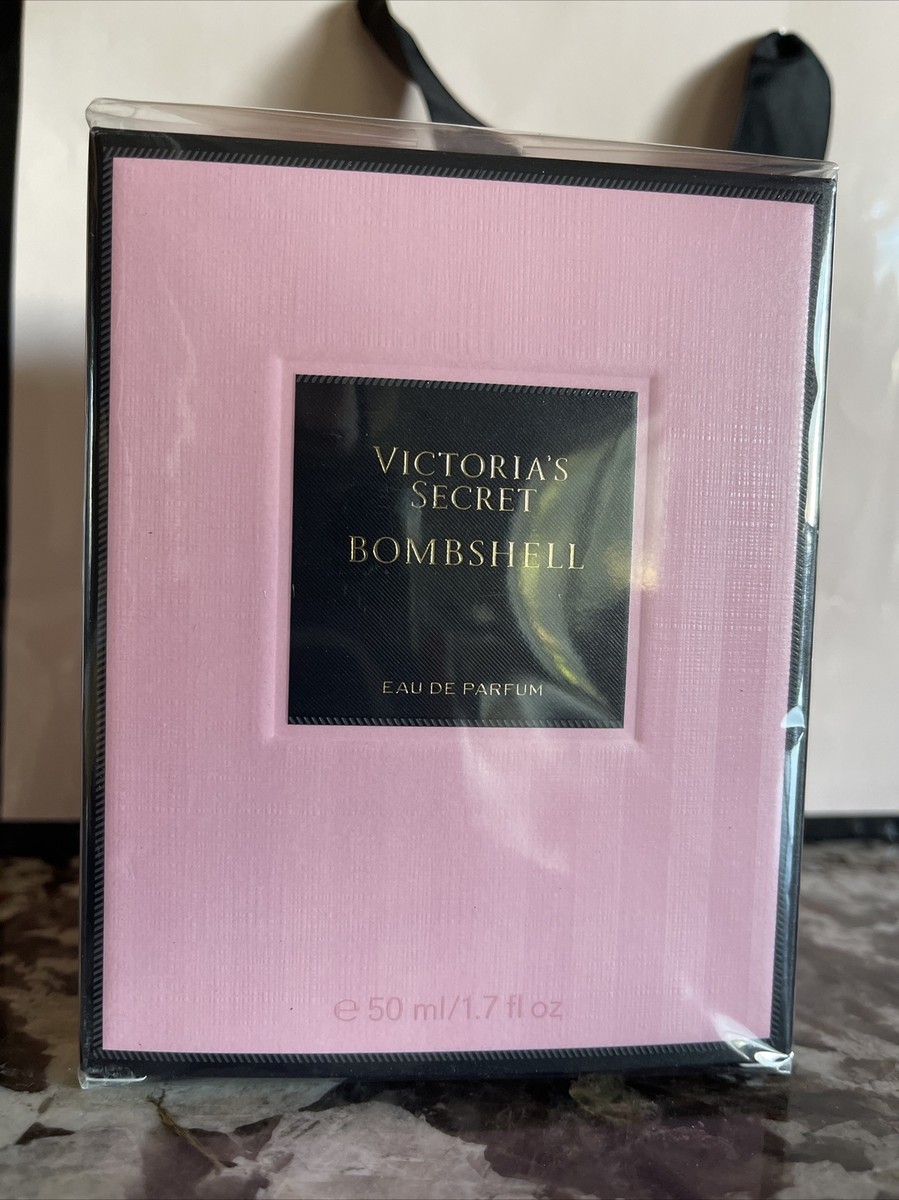 VICTORIA'S
SECRET
BOMBSHELL
EAU DE PARFUM
℮ 50 ml/1.7 fl oz